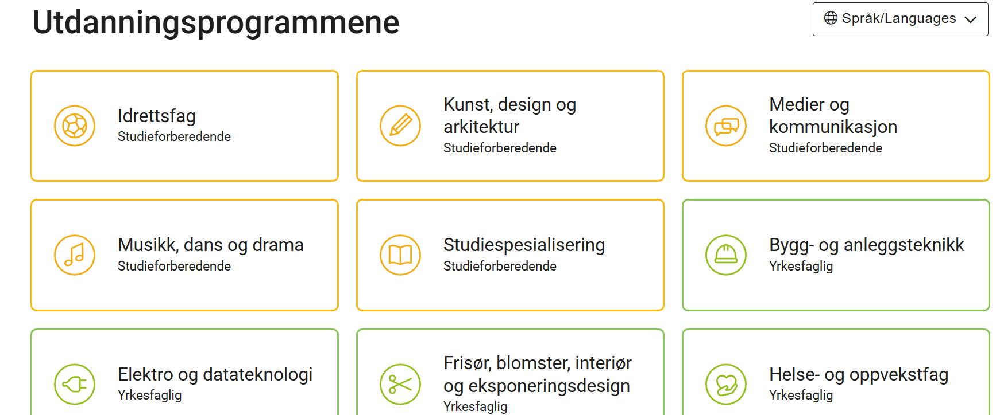 Utdanningsprogrammene
Språk/Languages
Idrettsfag
Studieforberedende
Kunst, design og
arkitektur
Studieforberedende
Medier og
kommunikasjon
Studieforberedende
Musikk, dans og drama
Studieforberedende
Studiespesialisering
Studieforberedende
Bygg- og anleggsteknikk
Yrkesfaglig
Elektro og datateknologi
Yrkesfaglig
Frisør, blomster, interiør
og eksponeringsdesign
Yrkesfaglig
Helse- og oppvekstfag
Yrkesfaglig